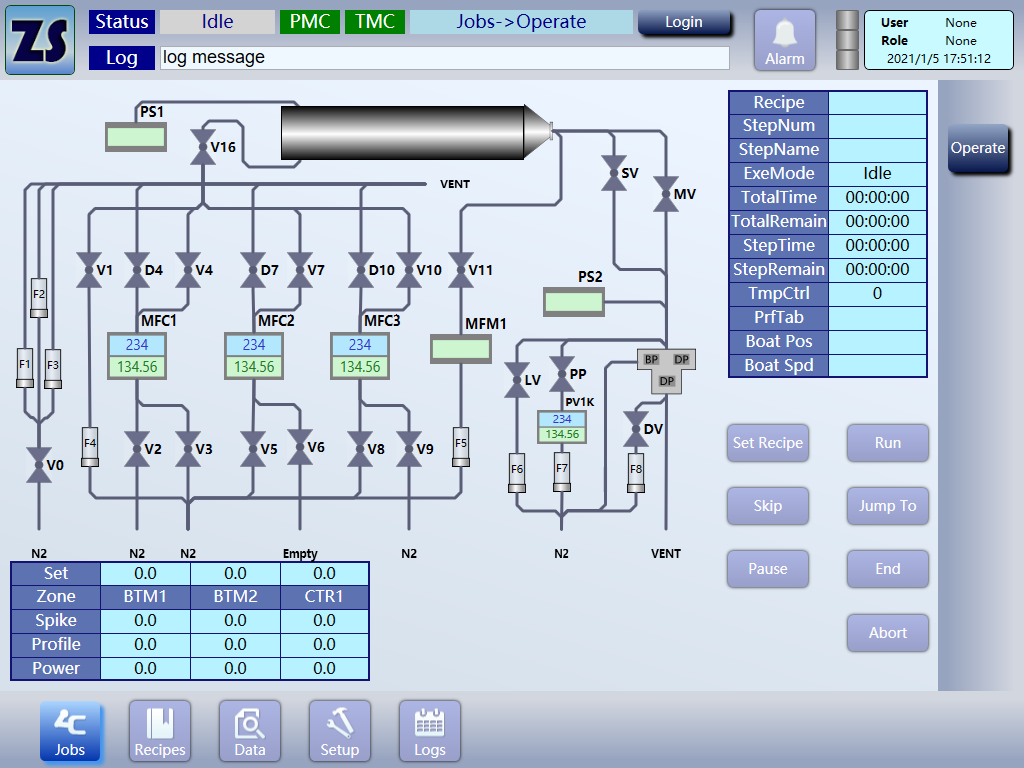 ZS
Status
Idle
PMC
TMC
Jobs->Operate
Login
Alarm
User None
Role None
2021/1/5 17:51:12
Log
log message
PS1
V16
VENT
SV
MV
V1
D4
V4
D7
V7
D10
V10
V11
PS2
F2
MFC1
MFC2
MFC3
MFM1
234
134.56
234
134.56
234
134.56
F1
F3
BP
DP
DP
LV
PP
PV1K
234
134.56
DV
F4
V2
V3
V5
V6
V8
V9
F5
V0
F6
F7
F8
N2
N2
N2
Empty
N2
N2
VENT
Recipe
StepNum
StepName
ExeMode Idle
TotalTime 00:00:00
TotalRemain 00:00:00
StepTime 00:00:00
StepRemain 00:00:00
TmpCtrl 0
PrfTab
Boat Pos
Boat Spd
Operate
Set Recipe
Run
Skip
Jump To
Pause
End
Abort
Set 0.0 0.0 0.0
Zone BTM1 BTM2 CTR1
Spike 0.0 0.0 0.0
Profile 0.0 0.0 0.0
Power 0.0 0.0 0.0
Jobs
Recipes
Data
Setup
Logs